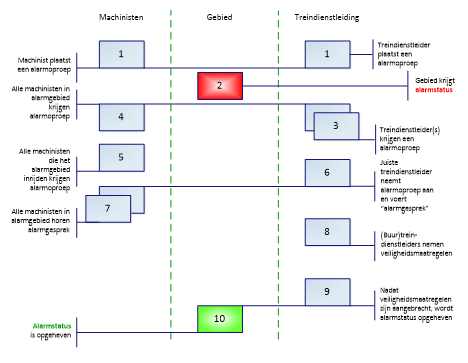 Machinisten
Gebied
Treindienstleiding
Machinist plaatst
een alarmoproep
1
1
Treindienstleider
plaatst een
alarmoproep
2
Gebied krijgt
alarmstatus
Alle machinisten in
alarmgebied
krijgen
alarmoproep
4
3
Treindienstleider(s)
krijgen een
alarmoproep
Alle machinisten
die het
alarmgebied
inrijden krijgen
alarmoproep
5
6
Juiste
treindienstleider
neemt
alarmoproep aan
en voert
"alarmgesprek"
Alle machinisten in
alarmgebied horen
alarmgesprek
7
8
(Buur)trein-
dienstleiders nemen
veiligheidsmaatregelen
9
Nadat
veiligheidsmaatregelen
zijn aangebracht, wordt
alarmstatus opgeheven
10
Alarmstatus
is opgeheven